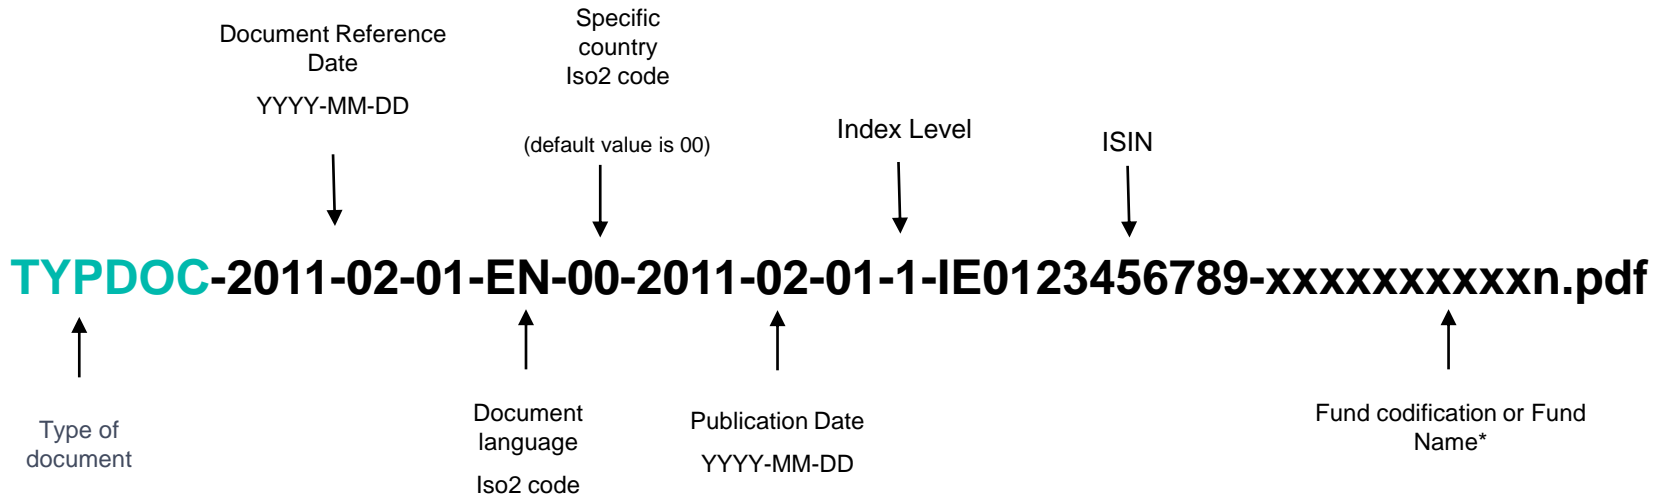 Document Reference
Date
YYYY-MM-DD
Specific
country
Iso2 code
(default value is 00)
Index Level
ISIN
TYPDOC-2011-02-01-EN-00-2011-02-01-1-IE0123456789-xxxxxxxxxxn.pdf
Type of
document
Document
language
Iso2 code
Publication Date
YYYY-MM-DD
Fund codification or Fund
Name*